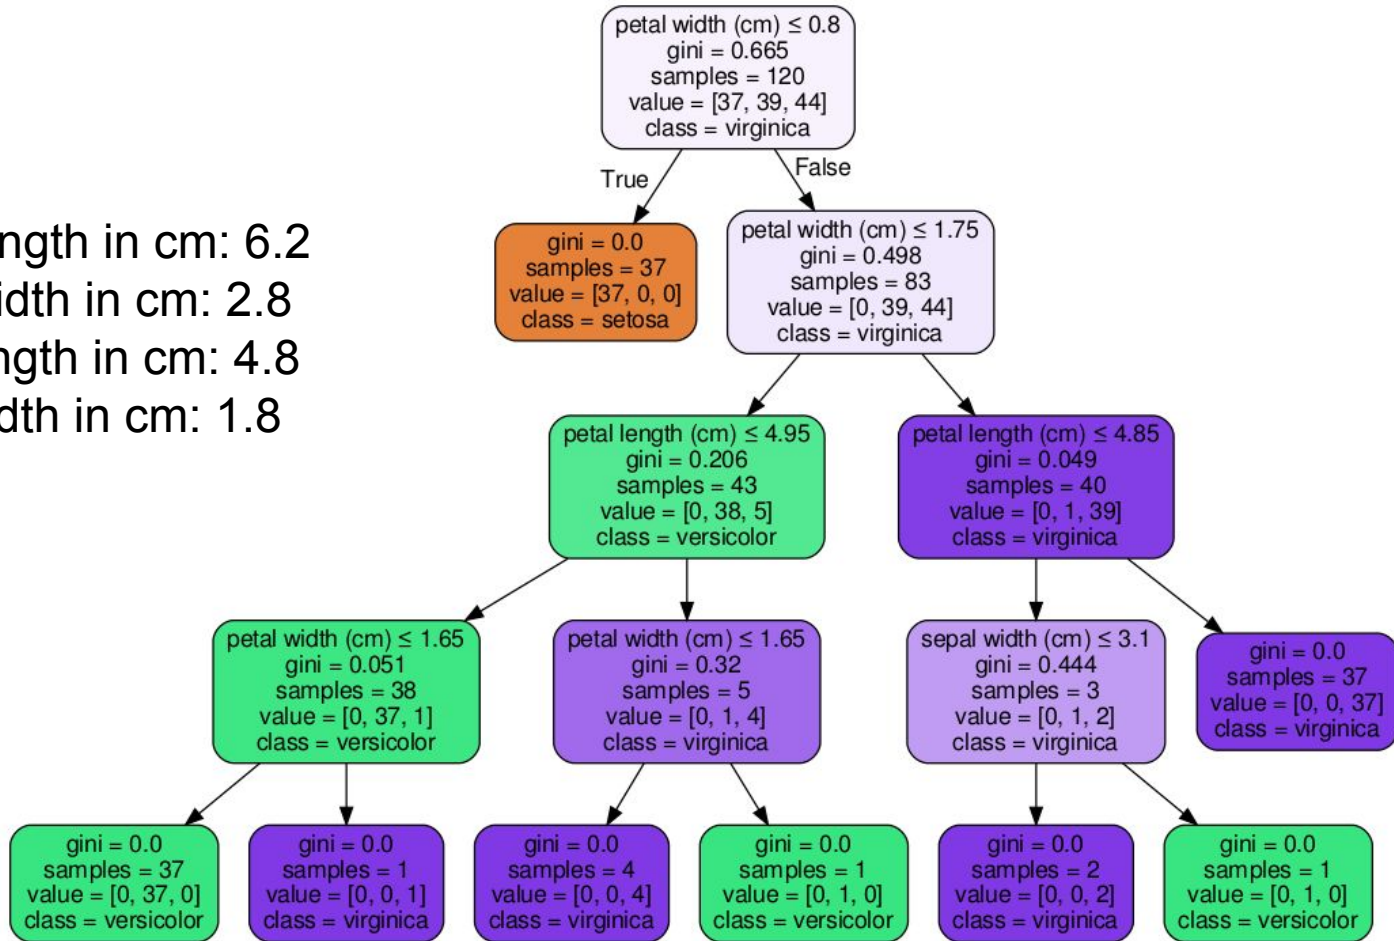 petal width (cm) ≤ 0.8
gini = 0.665
samples = 120
value = [37, 39, 44]
class = virginica
True
False
ngth in cm: 6.2
idth in cm: 2.8
ngth in cm: 4.8
dth in cm: 1.8
gini = 0.0
samples = 37
value = [37, 0, 0]
class = setosa
petal width (cm) ≤ 1.75
gini = 0.498
samples = 83
value = [0, 39, 44]
class = virginica
petal length (cm) ≤ 4.95
gini = 0.206
samples = 43
value = [0, 38, 5]
class = versicolor
petal length (cm) ≤ 4.85
gini = 0.049
samples = 40
value = [0, 1, 39]
class = virginica
petal width (cm) ≤ 1.65
gini = 0.051
samples = 38
value = [0, 37, 1]
class = versicolor
petal width (cm) ≤ 1.65
gini = 0.32
samples = 5
value = [0, 1, 4]
class = virginica
sepal width (cm) ≤ 3.1
gini = 0.444
samples = 3
value = [0, 1, 2]
class = virginica
gini = 0.0
samples = 37
value = [0, 0, 37]
class = virginica
gini = 0.0
samples = 37
value = [0, 37, 0]
class = versicolor
gini = 0.0
samples = 1
value = [0, 0, 1]
class = virginica
gini = 0.0
samples = 4
value = [0, 0, 4]
class = virginica
gini = 0.0
samples = 1
value = [0, 1, 0]
class = versicolor
gini = 0.0
samples = 2
value = [0, 0, 2]
class = virginica
gini = 0.0
samples = 1
value = [0, 1, 0]
class = versicolor